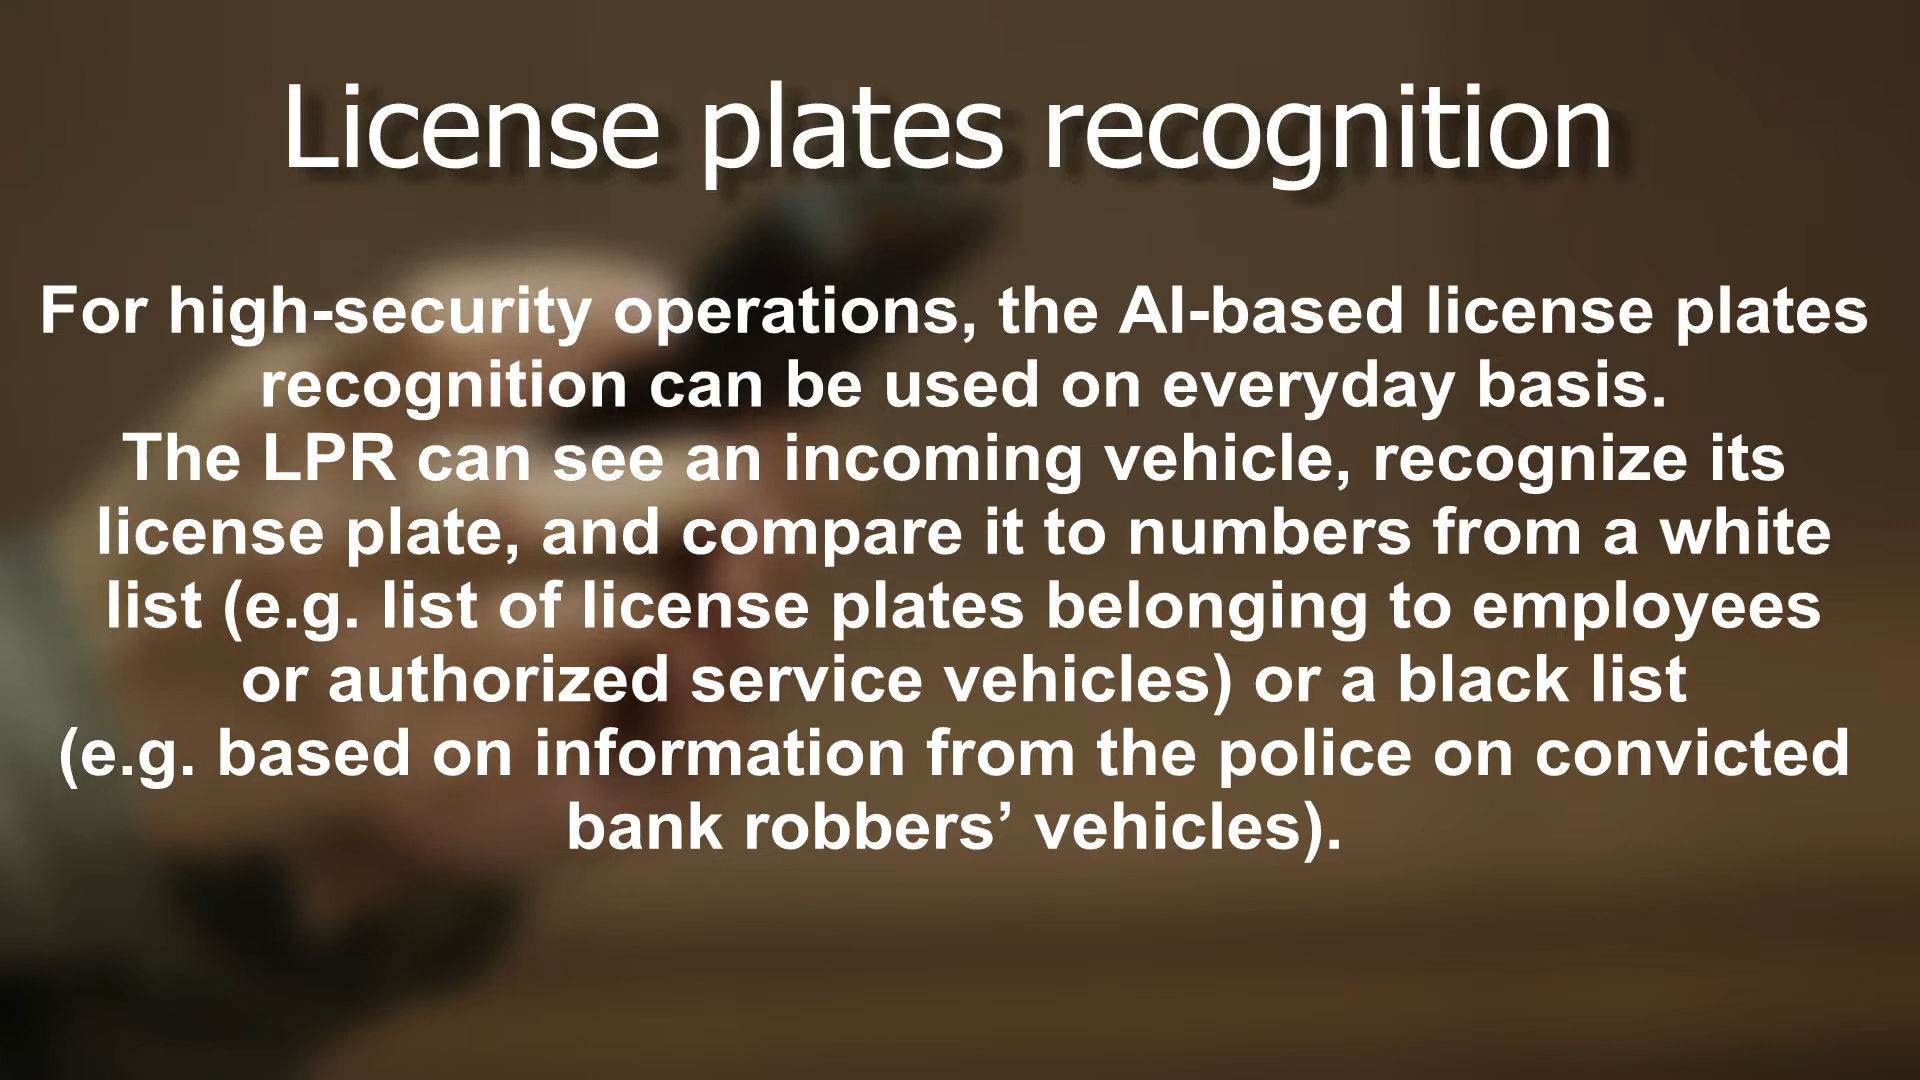 License plates recognition
For high-security operations, the AI-based license plates
recognition can be used on everyday basis.
The LPR can see an incoming vehicle, recognize its
license plate, and compare it to numbers from a white
list (e.g. list of license plates belonging to employees
or authorized service vehicles) or a black list
(e.g. based on information from the police on convicted
bank robbers’ vehicles).